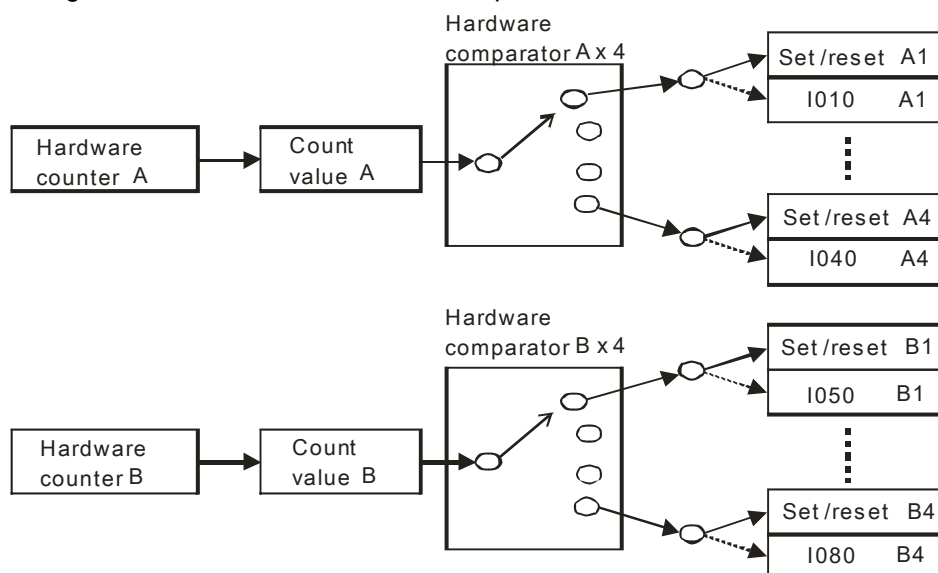 Hardware
comparator A x 4
Set/reset A1
I010 A1
Hardware
counter A
Count
value A
Set/reset A4
I040 A4
Hardware
comparator B x 4
Set/reset B1
I050 B1
Hardware
counter B
Count
value B
Set/reset B4
I080 B4